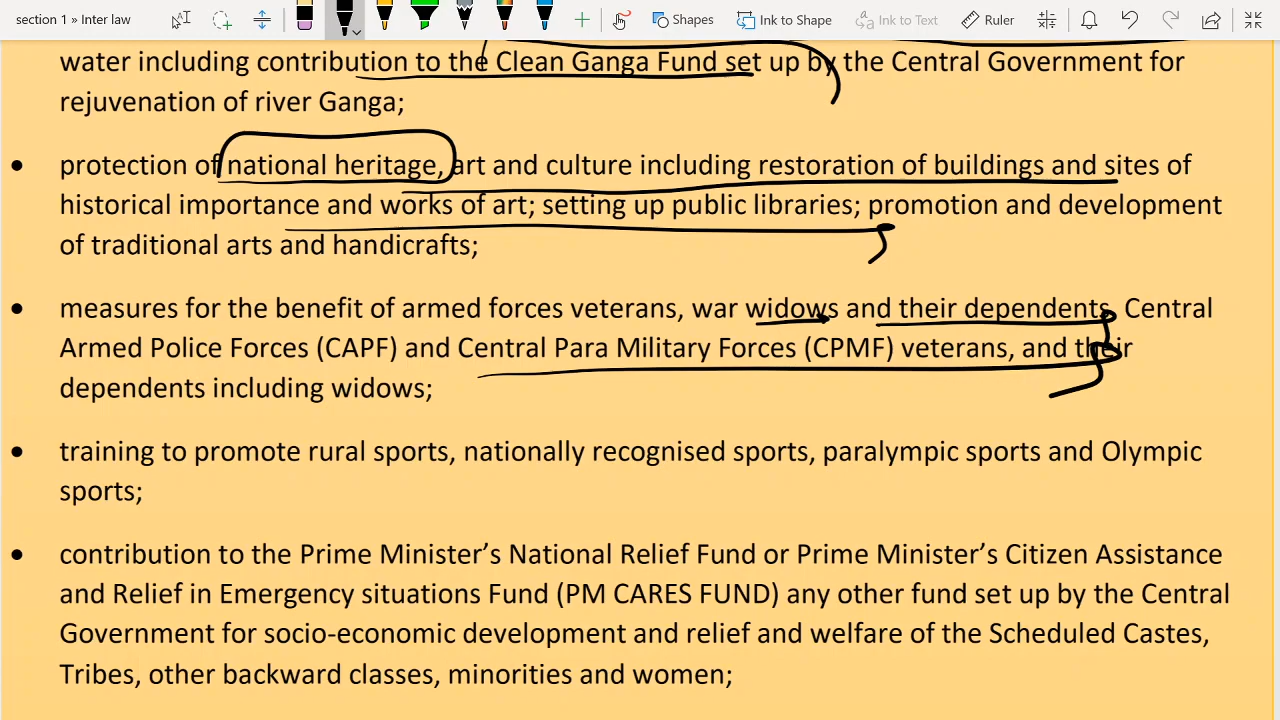 section 1 » Inter law
Shapes
Ink to Shape
Ink to Text
Ruler
water including contribution to the Clean Ganga Fund set up by the Central Government for
rejuvenation of river Ganga;
• protection of national heritage, art and culture including restoration of buildings and sites of
historical importance and works of art; setting up public libraries; promotion and development
of traditional arts and handicrafts;
• measures for the benefit of armed forces veterans, war widows and their dependents, Central
Armed Police Forces (CAPF) and Central Para Military Forces (CPMF) veterans, and their
dependents including widows;
• training to promote rural sports, nationally recognised sports, paralympic sports and Olympic
sports;
• contribution to the Prime Minister’s National Relief Fund or Prime Minister’s Citizen Assistance
and Relief in Emergency situations Fund (PM CARES FUND) any other fund set up by the Central
Government for socio-economic development and relief and welfare of the Scheduled Castes,
Tribes, other backward classes, minorities and women;